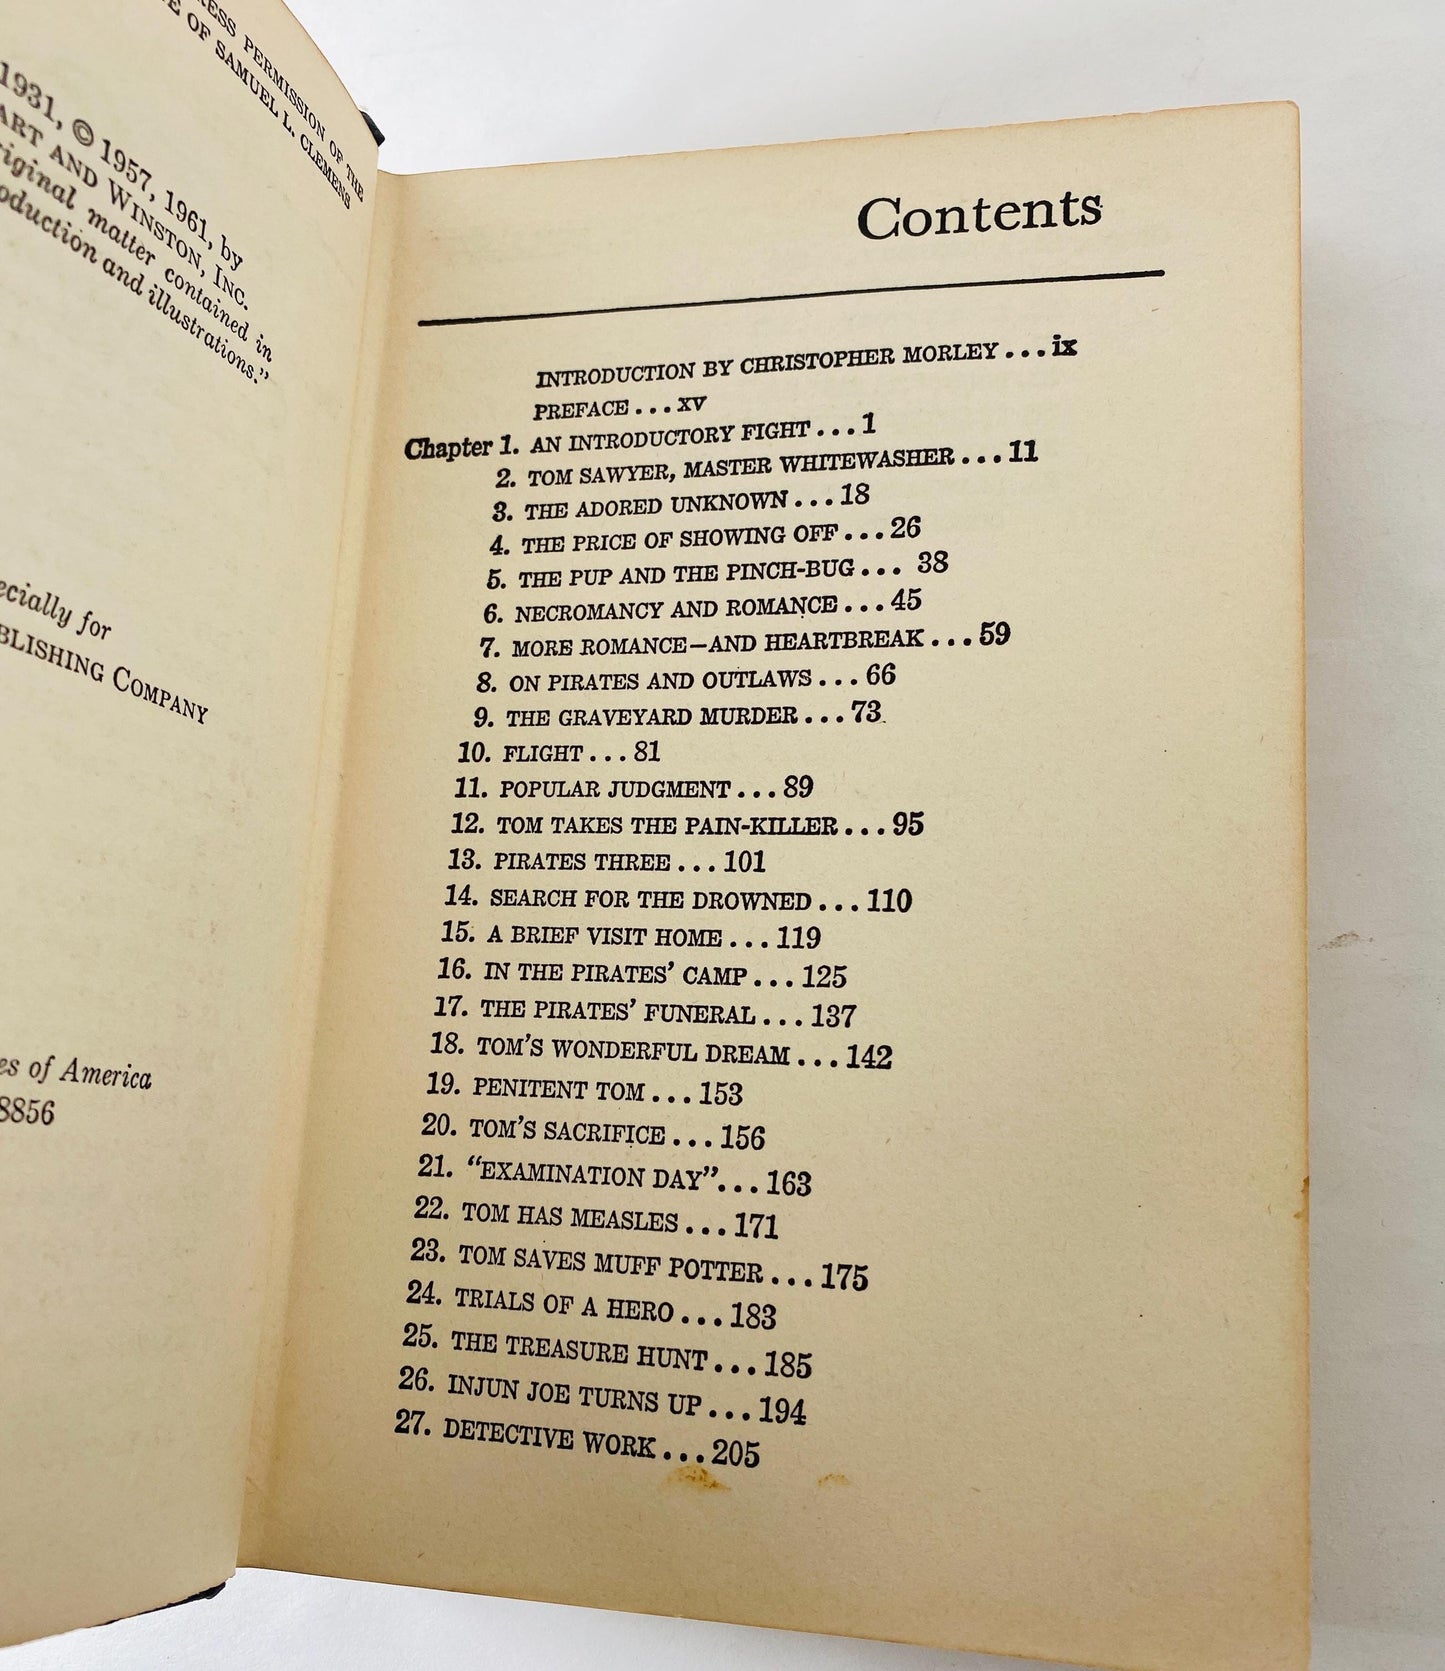 PERMISSION OF THE
OF SAMUEL L. CLEMENS
1931, © 1957, 1961, by
AND WINSTON, INC.
matter contained in
and illustrations."
for
COMPANY
of America
8856
Contents
INTRODUCTION BY CHRISTOPHER MORLEY...ix
PREFACE...xv
Chapter 1. AN INTRODUCTORY FIGHT...1
2. TOM SAWYER, MASTER WHITEWASHER...11
3. THE ADORED UNKNOWN...18
4. THE PRICE OF SHOWING OFF...26
5. THE PUP AND THE PINCH-BUG... 38
6. NECROMANCY AND ROMANCE...45
7. MORE ROMANCE—AND HEARTBREAK...59
8. ON PIRATES AND OUTLAWS...66
9. THE GRAVEYARD MURDER...73
10. FLIGHT...81
11. POPULAR JUDGMENT...89
12. TOM TAKES THE PAIN-KILLER...95
13. PIRATES THREE...101
14. SEARCH FOR THE DROWNED...110
15. A BRIEF VISIT HOME...119
16. IN THE PIRATES' CAMP...125
17. THE PIRATES' FUNERAL...137
18. TOM'S WONDERFUL DREAM...142
19. PENITENT TOM...153
20. TOM'S SACRIFICE...156
21. "EXAMINATION DAY"...163
22. TOM HAS MEASLES...171
23. TOM SAVES MUFF POTTER...175
24. TRIALS OF A HERO...183
25. THE TREASURE HUNT...185
26. INJUN JOE TURNS UP...194
27. DETECTIVE WORK...205